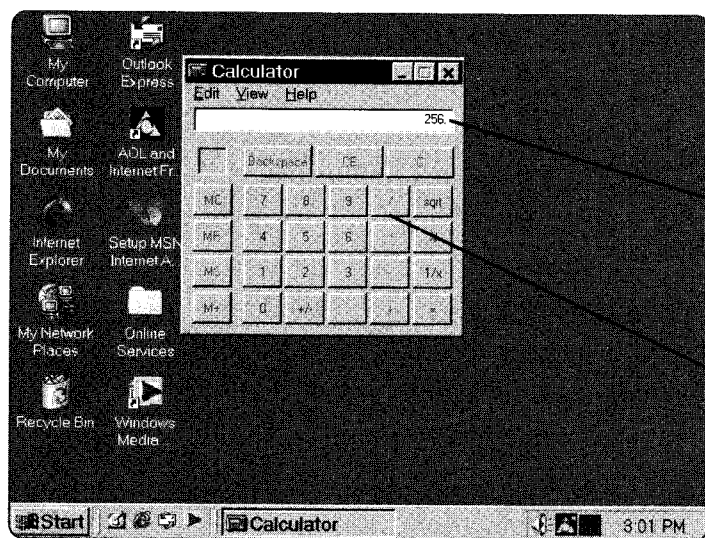 My Computer
Outlook Express
My Documents
AOL and Internet Fr
Internet Explorer
Setup MSN Internet A.
My Network Places
Online Services
Recycle Bin
Windows Media
Calculator
Edit View Help
256.
Backspace CE C
MC 7 8 9 / sqrt
MR 4 5 6
MS 1 2 3 1/x
M+ 0 +/- =
Start Calculator 3:01 PM